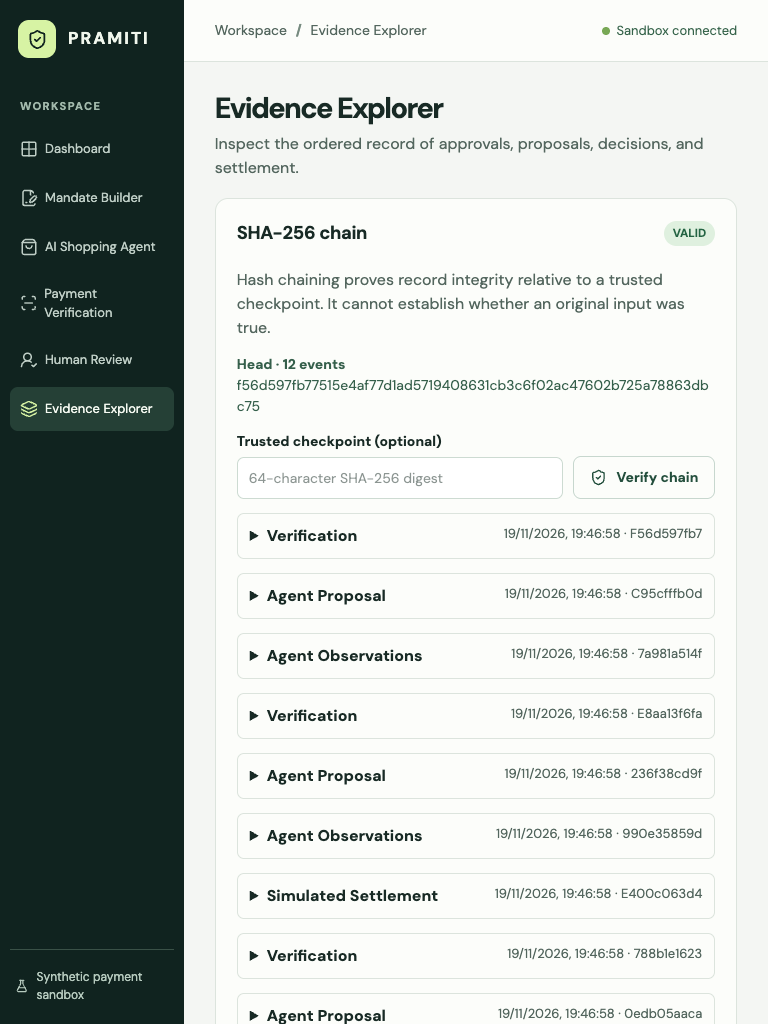 PRAMITI
WORKSPACE
Dashboard
Mandate Builder
AI Shopping Agent
Payment
Verification
Human Review
Evidence Explorer
Synthetic payment
sandbox
Workspace / Evidence Explorer
Sandbox connected
Evidence Explorer
Inspect the ordered record of approvals, proposals, decisions, and
settlement.
SHA-256 chain
VALID
Hash chaining proves record integrity relative to a trusted
checkpoint. It cannot establish whether an original input was
true.
Head · 12 events
f56d597fb77515e4af77d1ad5719408631cb3c6f02ac47602b725a78863db
c75
Trusted checkpoint (optional)
64-character SHA-256 digest
Verify chain
Verification 19/11/2026, 19:46:58 · F56d597fb7
Agent Proposal 19/11/2026, 19:46:58 · C95cfffb0d
Agent Observations 19/11/2026, 19:46:58 · 7a981a514f
Verification 19/11/2026, 19:46:58 · E8aa13f6fa
Agent Proposal 19/11/2026, 19:46:58 · 236f38cd9f
Agent Observations 19/11/2026, 19:46:58 · 990e35859d
Simulated Settlement 19/11/2026, 19:46:58 · E400c063d4
Verification 19/11/2026, 19:46:58 · 788b1e1623
Agent Proposal 19/11/2026, 19:46:58 · 0edb05aaca